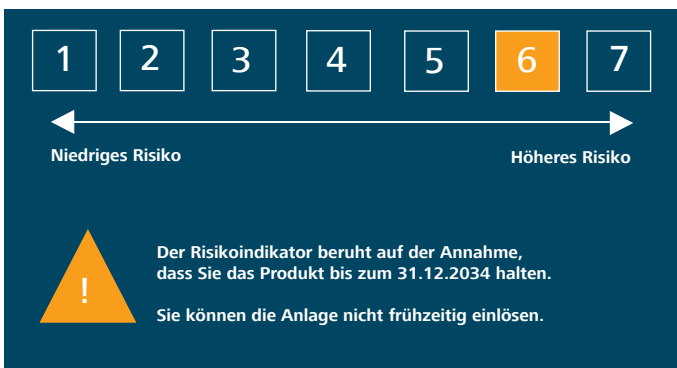 1 2 3 4 5 6 7
Niedriges Risiko Höheres Risiko
Der Risikoindikator beruht auf der Annahme,
dass Sie das Produkt bis zum 31.12.2034 halten.
!
Sie können die Anlage nicht frühzeitig einlösen.